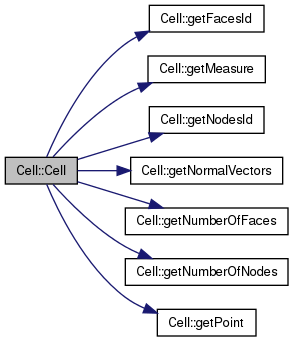 Cell::getFacesId
Cell::getMeasure
Cell::getNodesId
Cell::Cell
Cell::getNormalVectors
Cell::getNumberOfFaces
Cell::getNumberOfNodes
Cell::getPoint